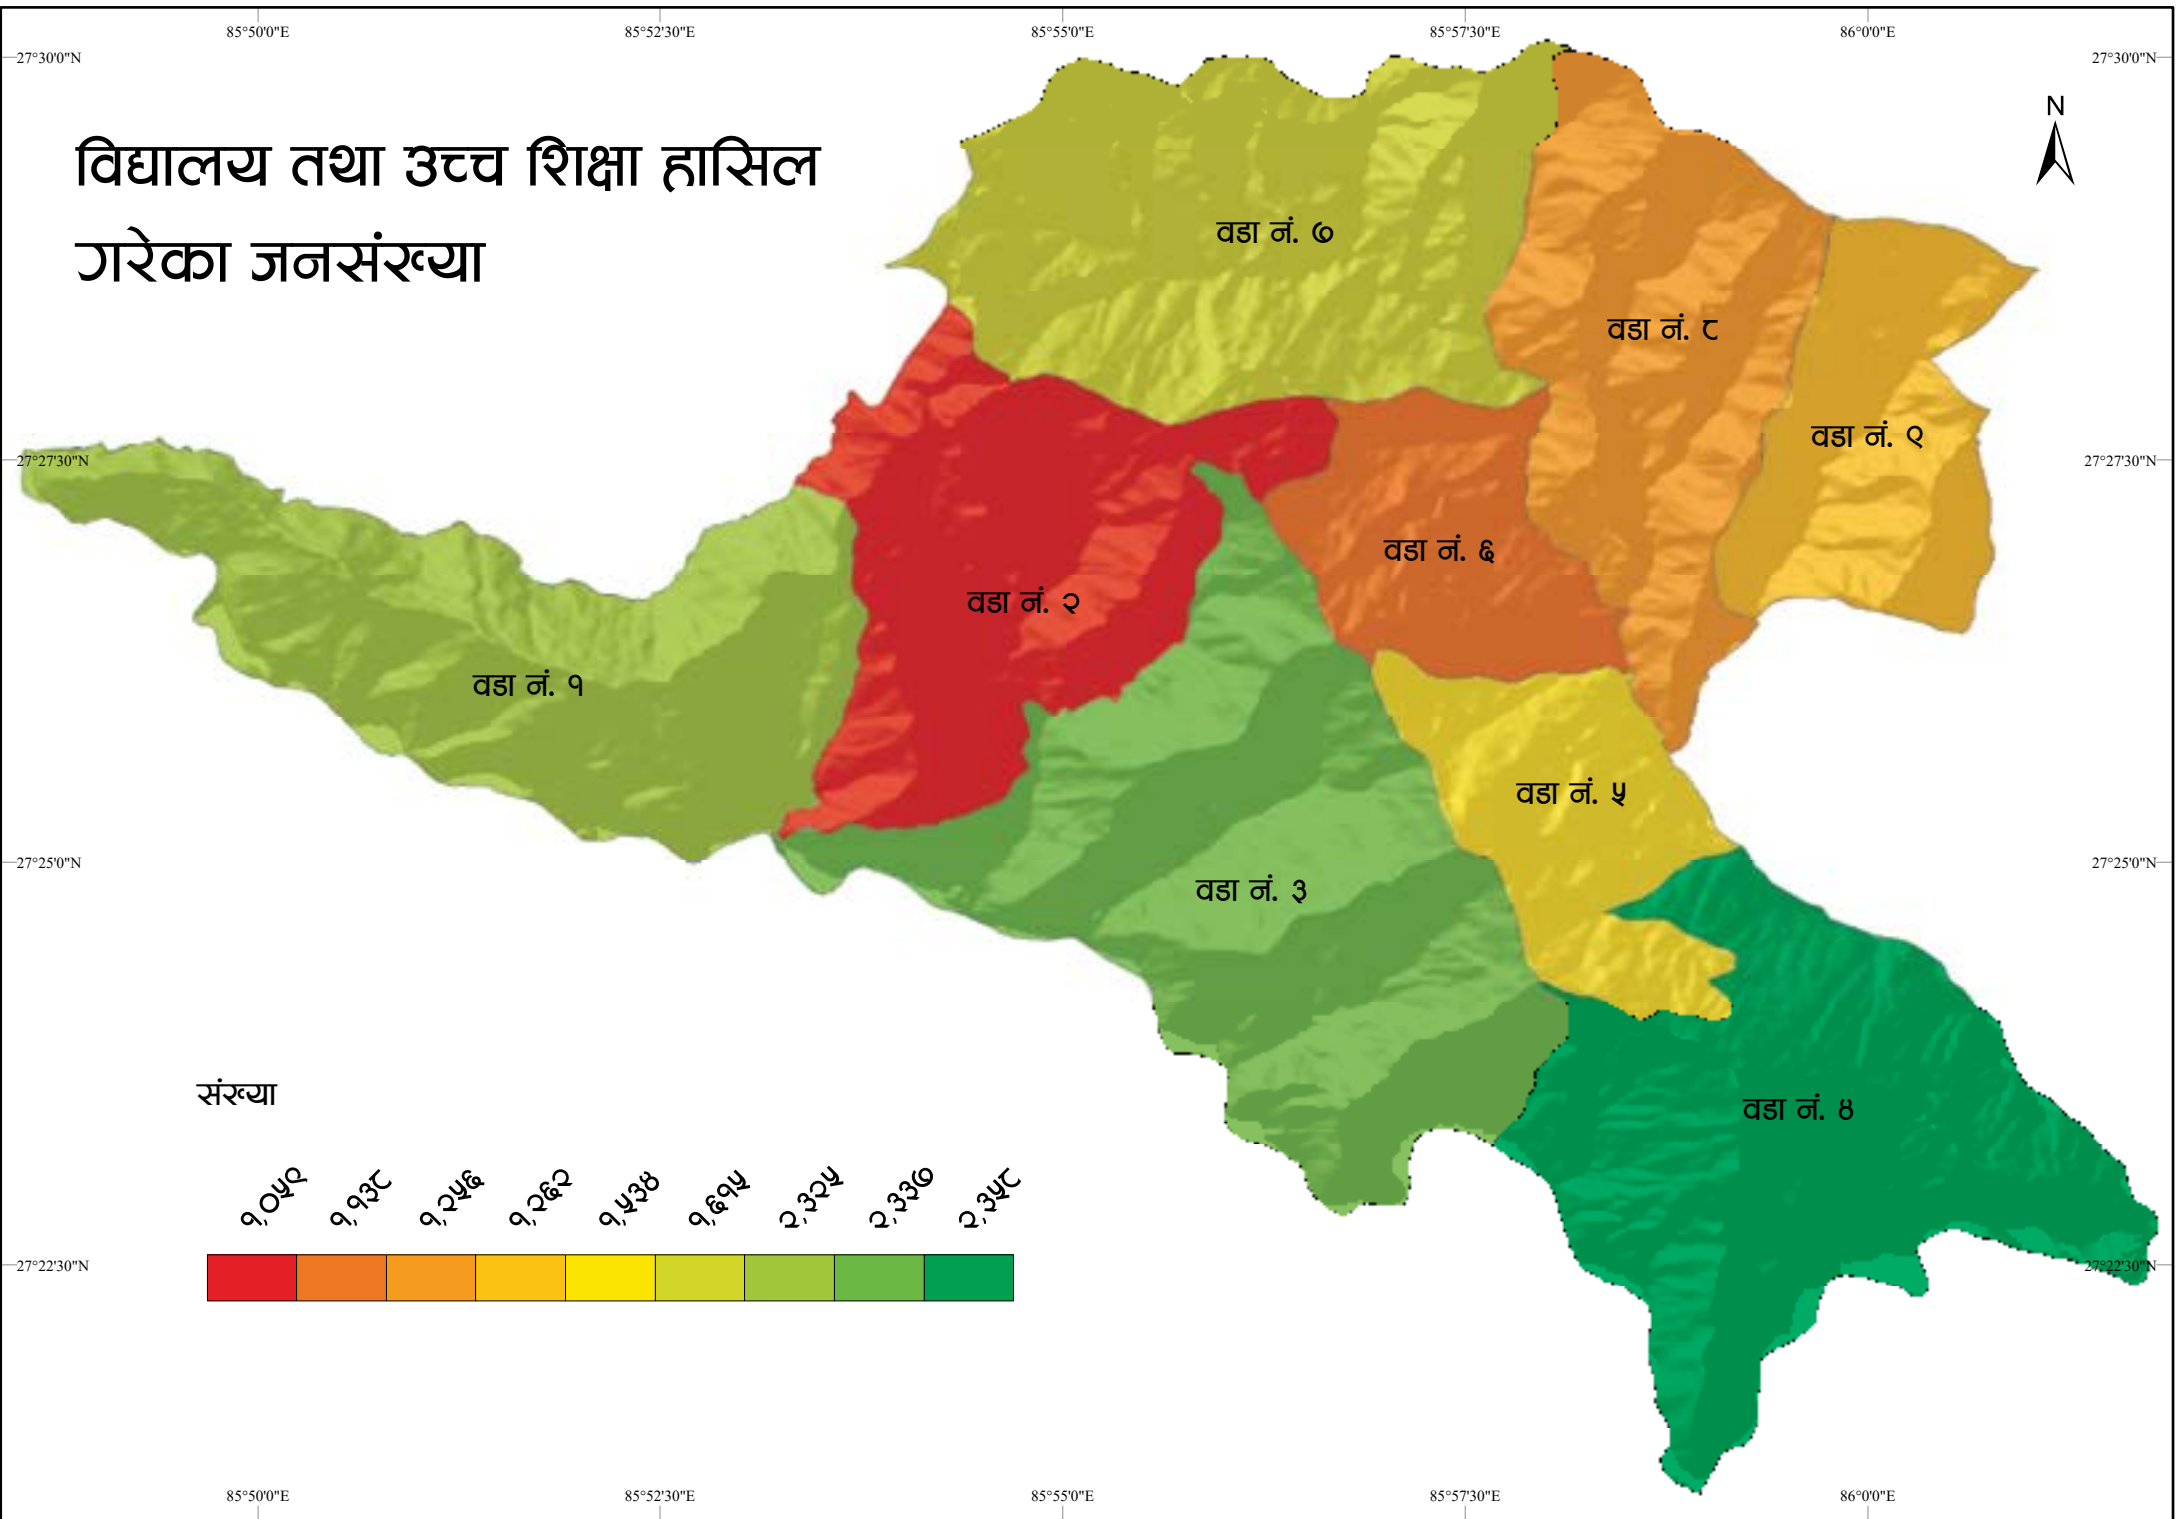 85°50'0"E 85°52'30"E 85°55'0"E 85°57'30"E 86°0'0"E
27°30'0"N 27°30'0"N
N
विद्यालय तथा उच्च शिक्षा हासिल
गरेका जनसंख्या
वडा नं. ७
वडा नं. ८
वडा नं. ९
27°27'30"N 27°27'30"N
वडा नं. ६
वडा नं. २
वडा नं. १
वडा नं. ५
27°25'0"N 27°25'0"N
वडा नं. ३
वडा नं. ४
संख्या
१,०५९ १,१३८ १,२५६ १,२६२ १,५३४ १,६१५ २,३२५ २,३३७ २,३५८
27°22'30"N 27°22'30"N
85°50'0"E 85°52'30"E 85°55'0"E 85°57'30"E 86°0'0"E